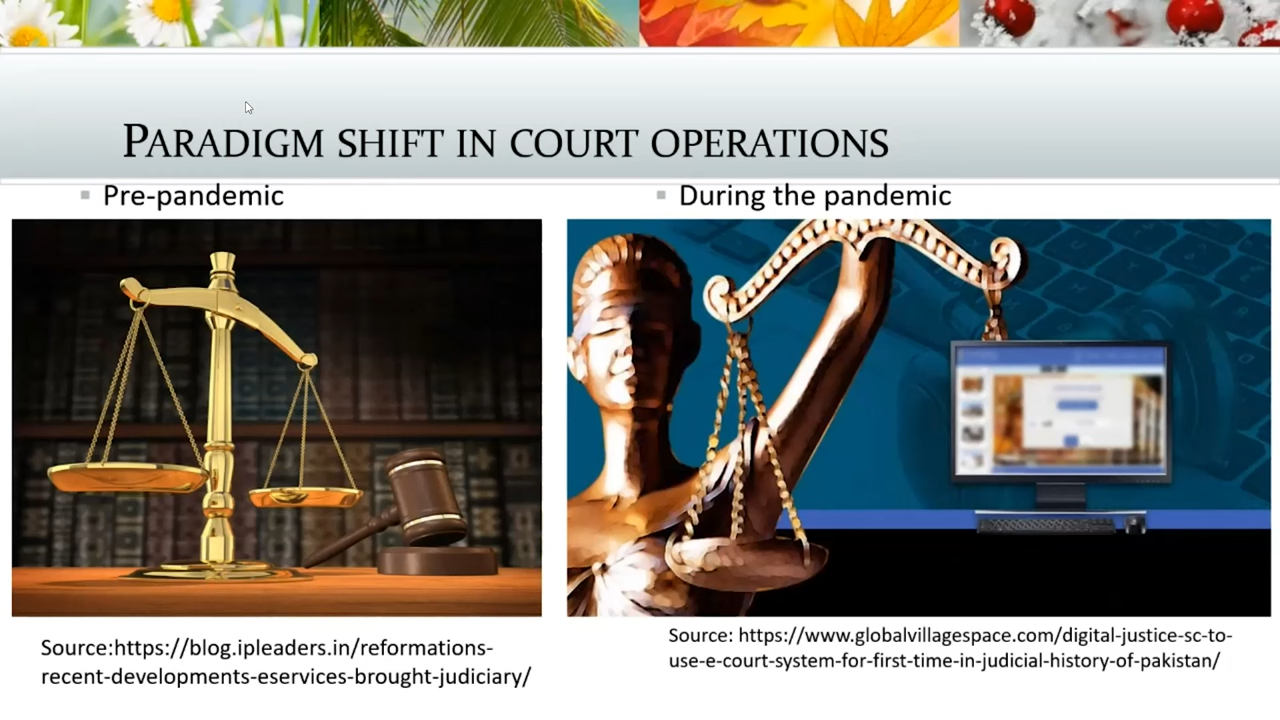 PARADIGM SHIFT IN COURT OPERATIONS
Pre-pandemic
During the pandemic
Source:https://blog.ipleaders.in/reformations-
recent-developments-eservices-brought-judiciary/
Source: https://www.globalvillagespace.com/digital-justice-sc-to-
use-e-court-system-for-first-time-in-judicial-history-of-pakistan/